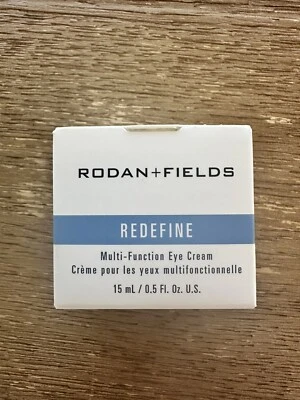 RODAN+FIELDS
REDEFINE
Multi-Function Eye Cream
Crème pour les yeux multifonctionnelle
15 mL / 0.5 Fl. Oz. U.S.